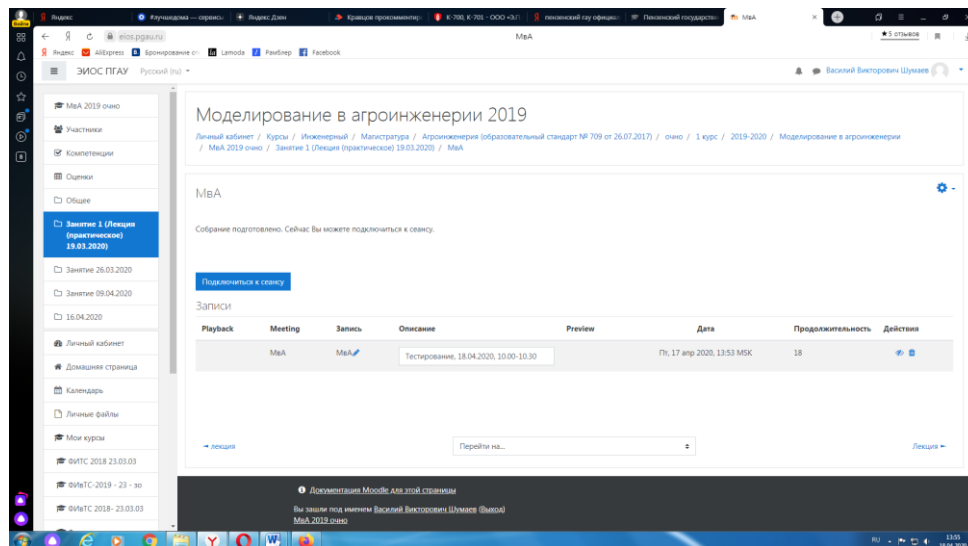 Войти
Яндекс
#лучшедома — сервисы
Яндекс.Дзен
Кравцов прокомментир
К-700, К-701 - ООО «З.Г
пензенский гау официа
Пензенский государств
МвА
eios.pgau.ru
МвА
★5 отзывов
Яндекс
AliExpress
Бронирование от
Lamoda
Рамблер
Facebook
ЭИОС ПГАУ
Русский (ru)
Василий Викторович Шумаев
МвА 2019 очно
Участники
Компетенции
Оценки
Общее
Занятие 1 (Лекция
(практическое)
19.03.2020)
Занятие 26.03.2020
Занятие 09.04.2020
16.04.2020
Личный кабинет
Домашняя страница
Календарь
Личные файлы
Мои курсы
ФИТС 2018 23.03.03
ФИвТС-2019 - 23 - зо
ФИвТС 2018- 23.03.03
Моделирование в агроинженерии 2019
Личный кабинет / Курсы / Инженерный / Магистратура / Агроинженерия (образовательный стандарт № 709 от 26.07.2017) / очно / 1 курс / 2019-2020 / Моделирование в агроинженерии
/ МвА 2019 очно / Занятие 1 (Лекция (практическое) 19.03.2020) / МвА
МвА
Собрание подготовлено. Сейчас Вы можете подключиться к сеансу.
Подключиться к сеансу
Записи
Playback Meeting Запись Описание Preview Дата Продолжительность Действия
МвА МвА Тестирование, 18.04.2020, 10.00-10.30 Пт, 17 апр 2020, 13:53 MSK 18
→ лекция
Перейти на...
Лекция ←
Документация Moodle для этой страницы
Вы зашли под именем Василий Викторович Шумаев (Выход)
МвА 2019 очно
RU
13:55
18.04.2020